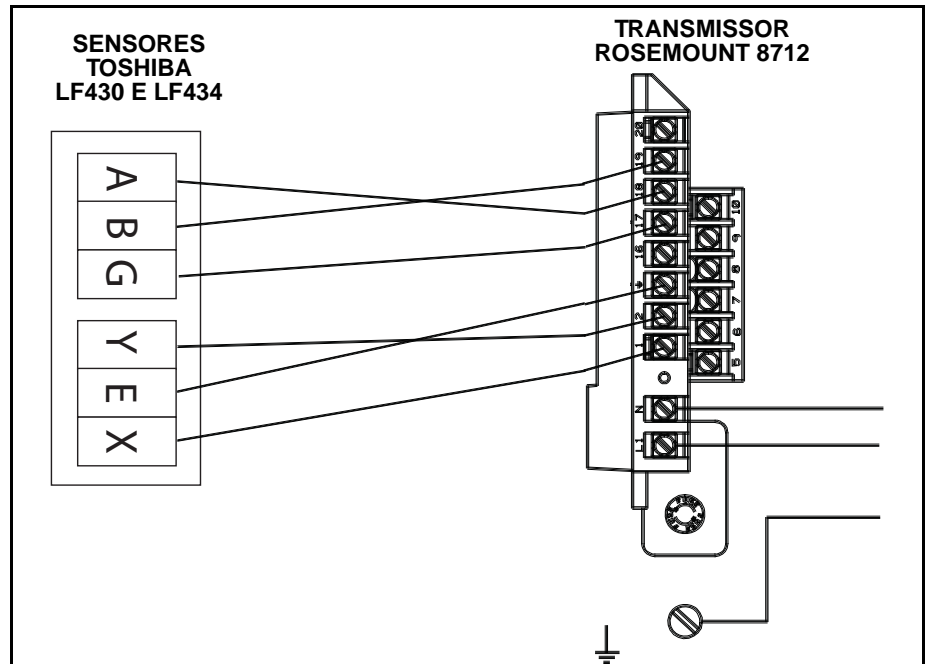 SENSORES
TOSHIBA
LF430 E LF434
TRANSMISSOR
ROSEMOUNT 8712
A
B
G
Y
E
X
20
19
18
17
16
2
1
N
L1
10
9
8
7
6
5